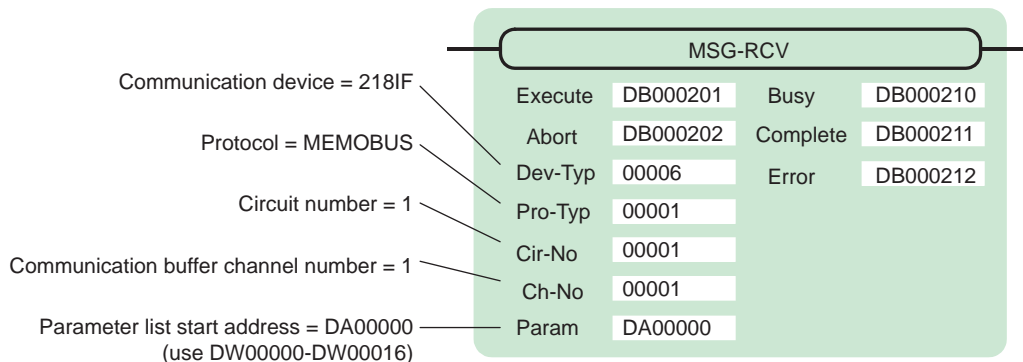 MSG-RCV
Communication device = 218IF
Execute DB000201 Busy DB000210
Protocol = MEMOBUS
Abort DB000202 Complete DB000211
Dev-Typ 00006 Error DB000212
Circuit number = 1
Pro-Typ 00001
Communication buffer channel number = 1
Cir-No 00001
Ch-No 00001
Parameter list start address = DA00000
(use DW00000-DW00016)
Param DA00000